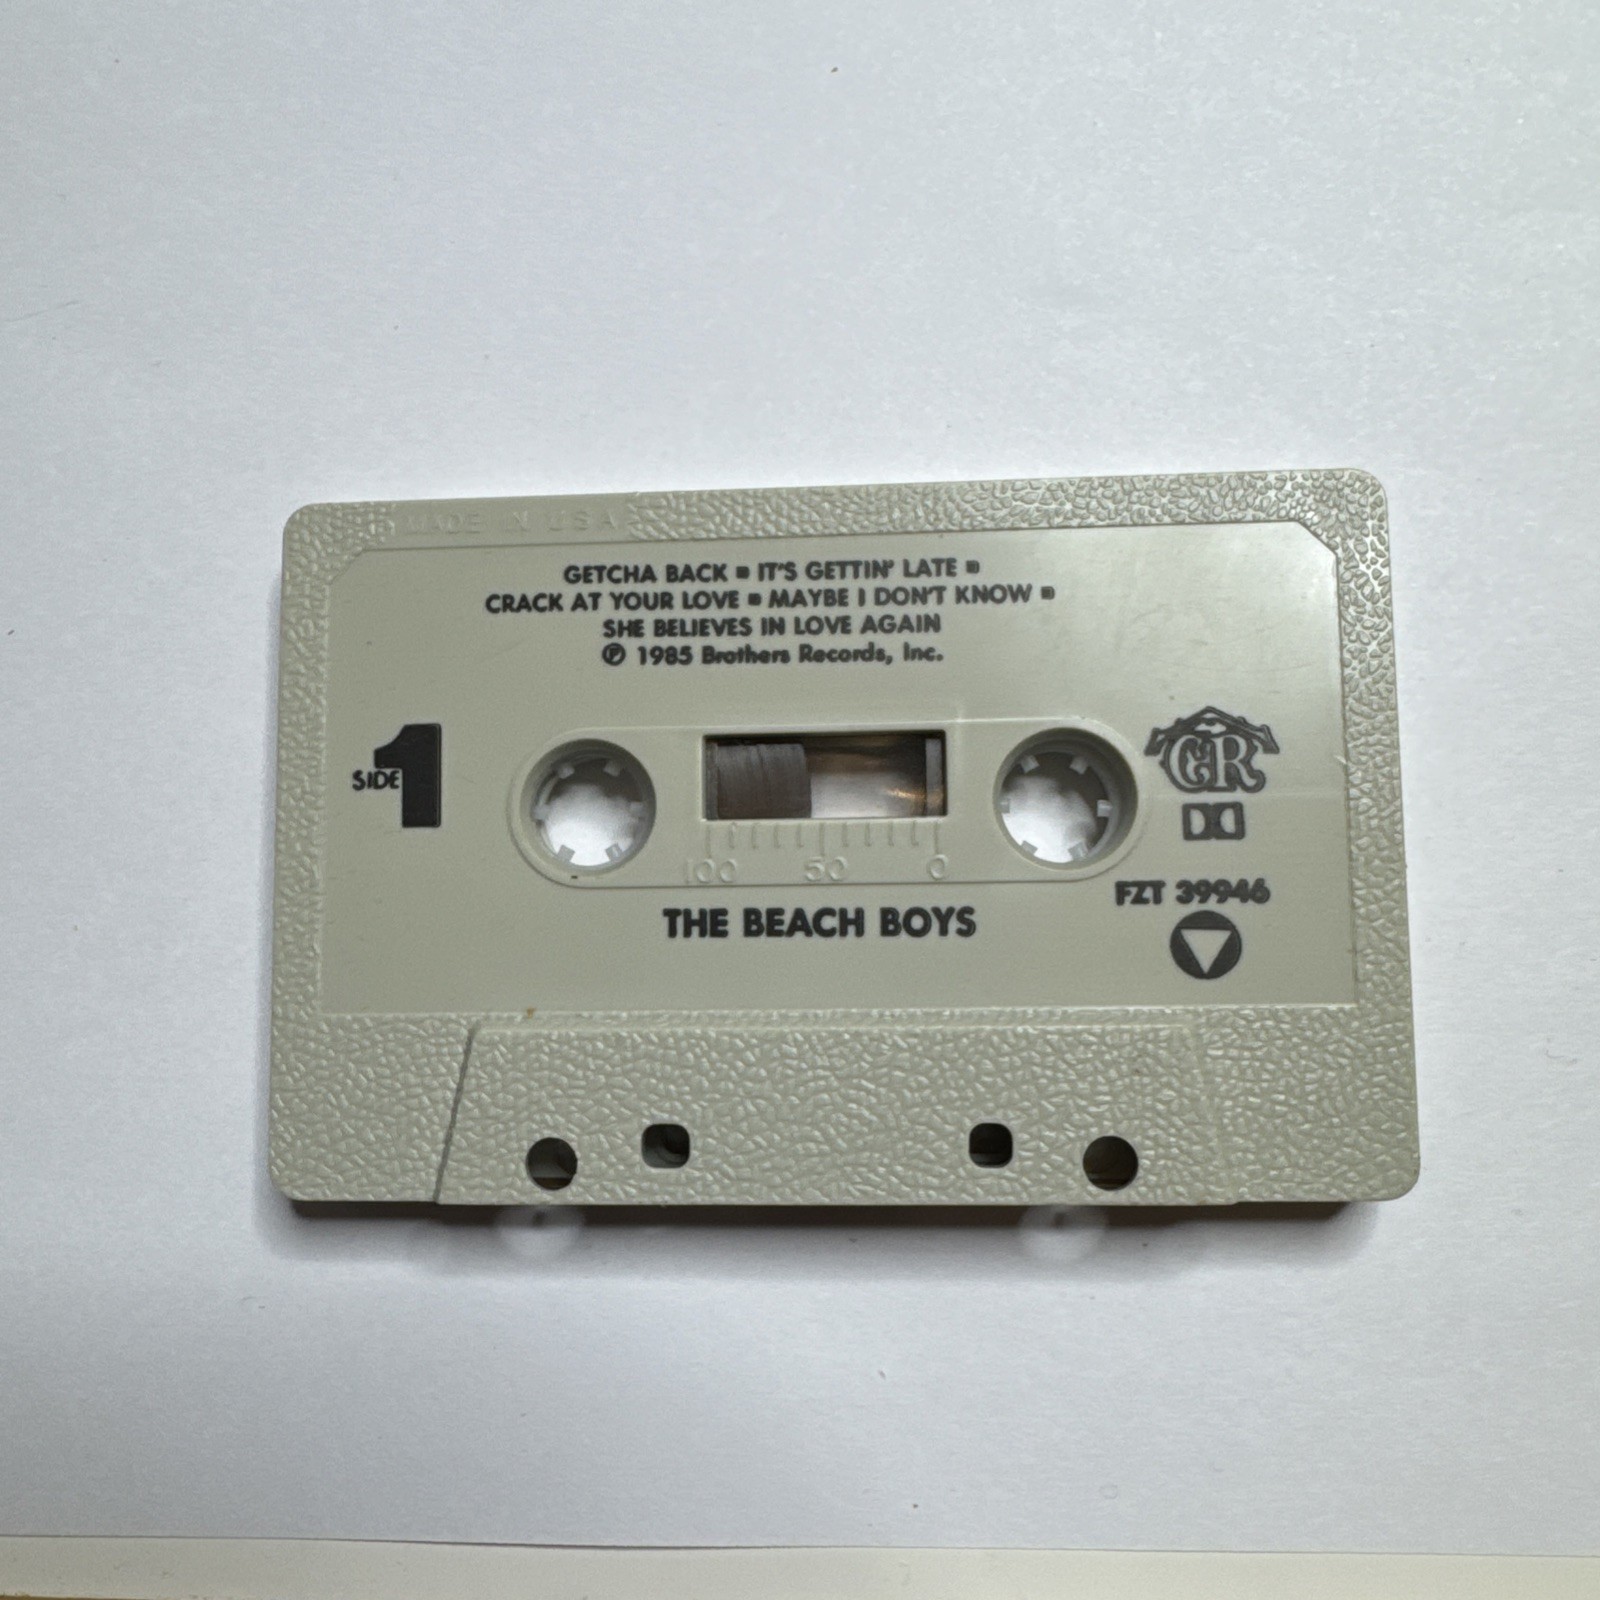 MADE IN U.S.A.
GETCHA BACK ▪ IT'S GETTIN' LATE ▪
CRACK AT YOUR LOVE ▪ MAYBE I DON'T KNOW ▪
SHE BELIEVES IN LOVE AGAIN
℗ 1985 Brothers Records, Inc.
SIDE 1
CR
100 50 0
FZT 39946
THE BEACH BOYS